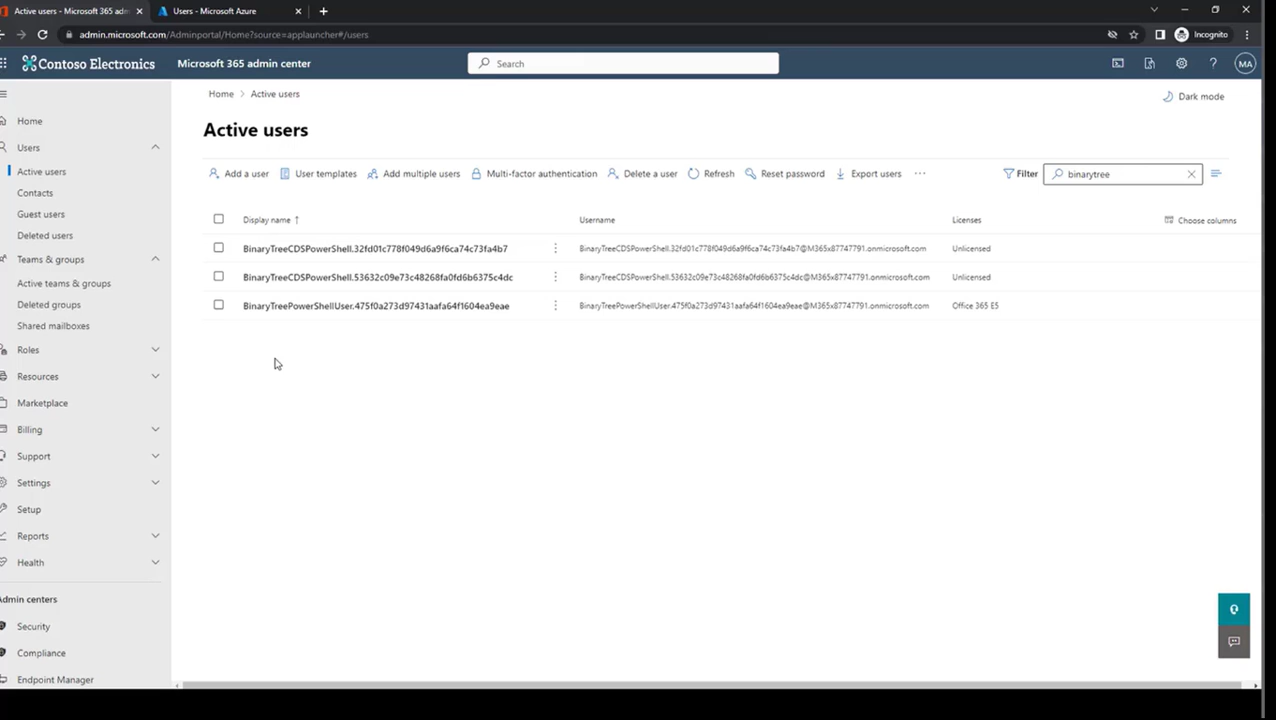 Active users - Microsoft 365 adm
Users - Microsoft Azure
admin.microsoft.com/Adminportal/Home?source=applauncher#/users
Incognito
Contoso Electronics
Microsoft 365 admin center
Search
MA
Home > Active users
Dark mode
Active users
Add a user
User templates
Add multiple users
Multi-factor authentication
Delete a user
Refresh
Reset password
Export users
Filter
binarytree
Display name ↑
Username
Licenses
Choose columns
BinaryTreeCDSPowerShell.32fd01c778f049d6a9f6ca74c73fa4b7
BinaryTreeCDSPowerShell.32fd01c778f049d6a9f6ca74c73fa4b7@M365x87747791.onmicrosoft.com
Unlicensed
BinaryTreeCDSPowerShell.53632c09e73c48268fa0fd6b6375c4dc
BinaryTreeCDSPowerShell.53632c09e73c48268fa0fd6b6375c4dc@M365x87747791.onmicrosoft.com
Unlicensed
BinaryTreePowerShellUser.475f0a273d97431aafa64f1604ea9eae
BinaryTreePowerShellUser.475f0a273d97431aafa64f1604ea9eae@M365x87747791.onmicrosoft.com
Office 365 E5
Home
Users
Active users
Contacts
Guest users
Deleted users
Teams & groups
Active teams & groups
Deleted groups
Shared mailboxes
Roles
Resources
Marketplace
Billing
Support
Settings
Setup
Reports
Health
Admin centers
Security
Compliance
Endpoint Manager